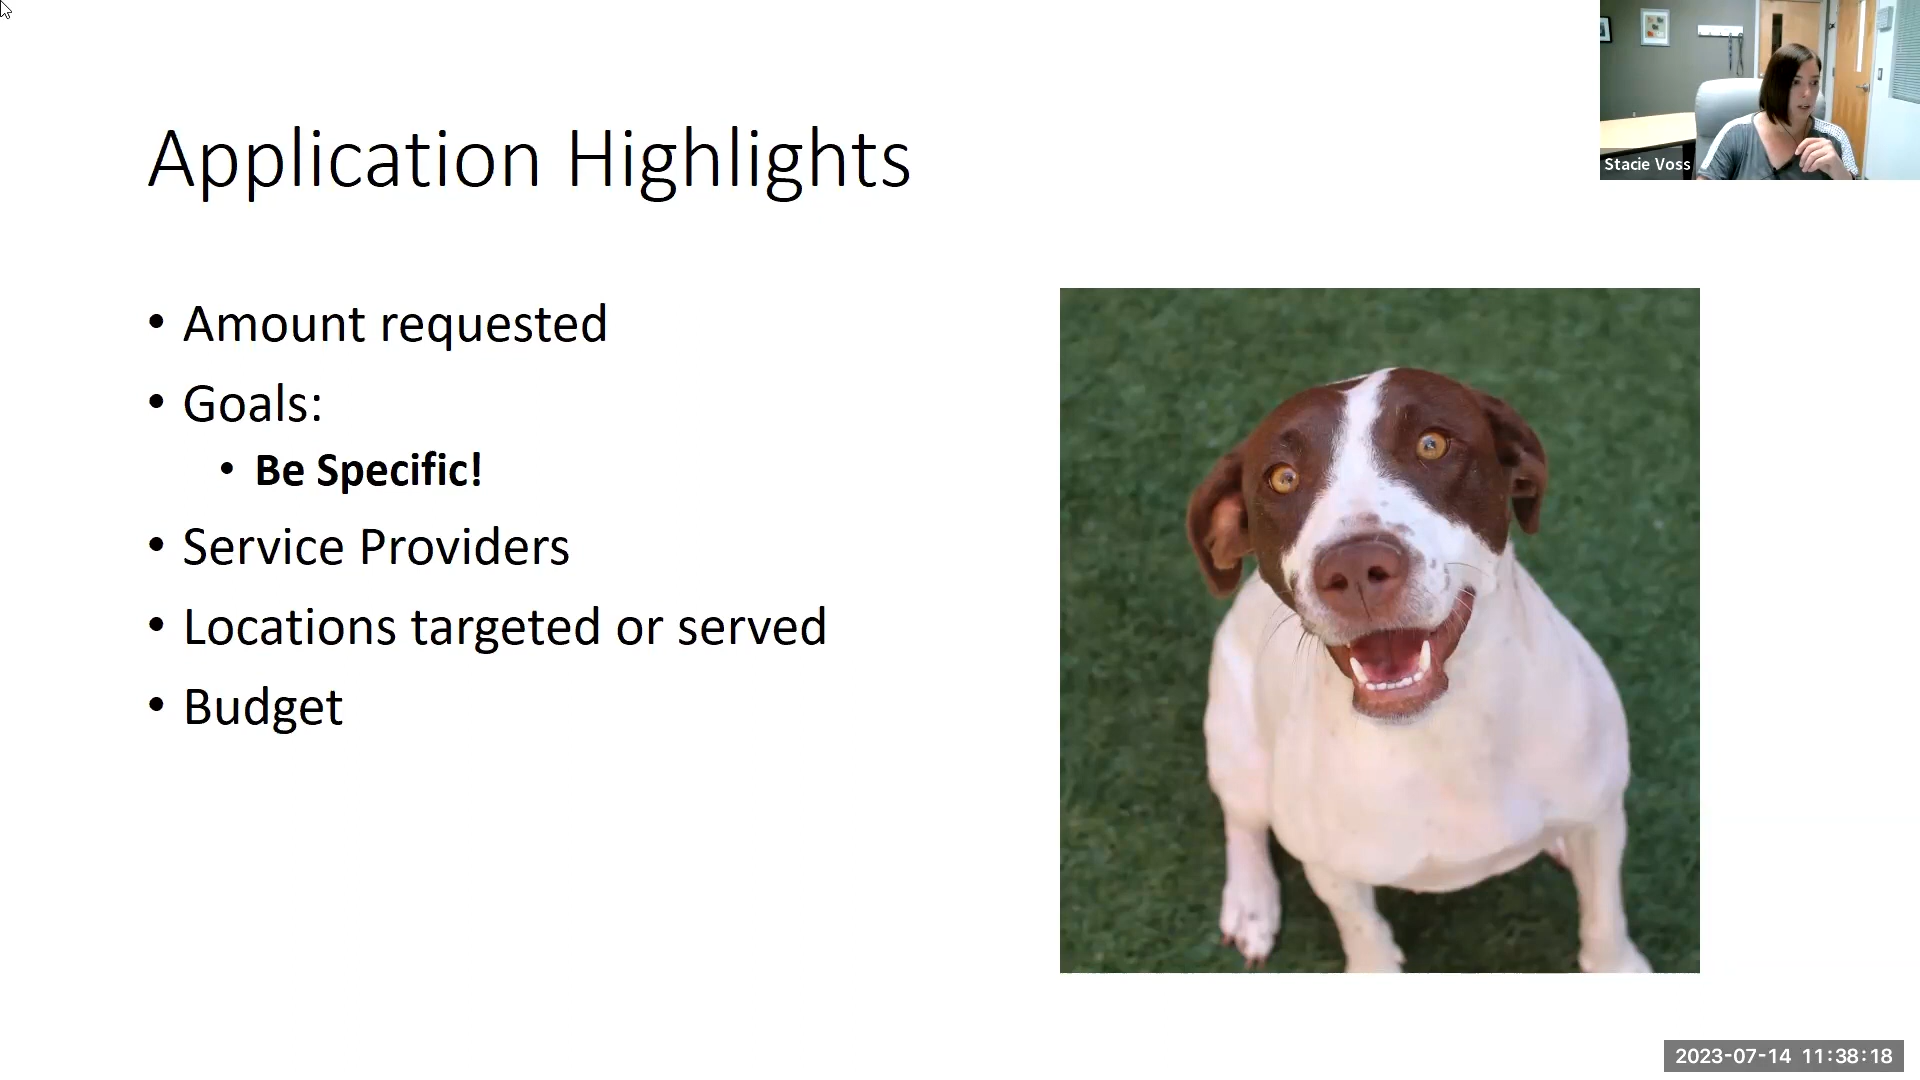 Application Highlights
• Amount requested
• Goals:
• Be Specific!
• Service Providers
• Locations targeted or served
• Budget
Stacie Voss
2023-07-14 11:38:18